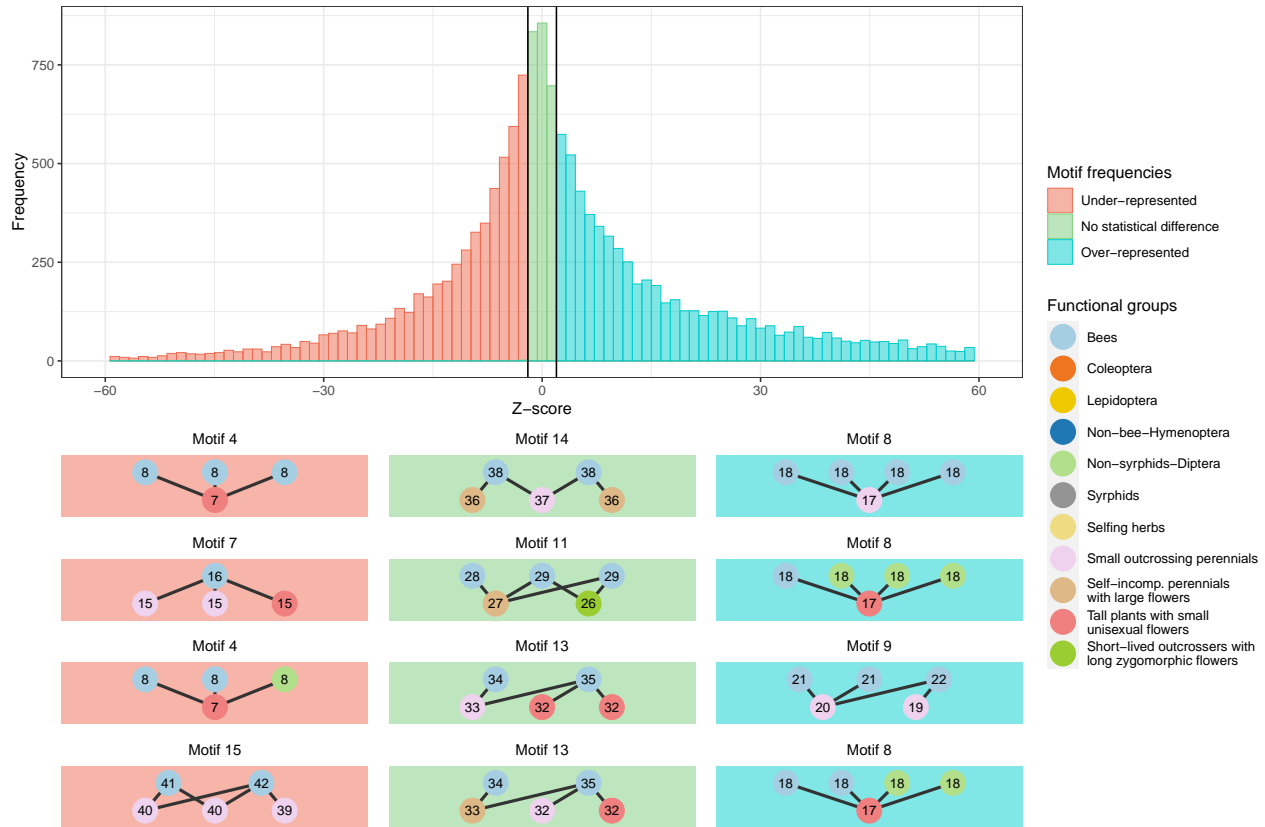 750
500
250
0
Frequency
−60
−30
0
30
60
Z−score
Motif frequencies
Under−represented
No statistical difference
Over−represented
Functional groups
Bees
Coleoptera
Lepidoptera
Non−bee−Hymenoptera
Non−syrphids−Diptera
Syrphids
Selfing herbs
Small outcrossing perennials
Self−incomp. perennials
with large flowers
Tall plants with small
unisexual flowers
Short−lived outcrossers with
long zygomorphic flowers
Motif 4
8 8 8
7
Motif 14
38 38
36 37 36
Motif 8
18 18 18 18
17
Motif 7
16
15 15 15
Motif 11
28 29 29
27 26
Motif 8
18 18 18 18
17
Motif 4
8 8 8
7
Motif 13
34 35
33 32 32
Motif 9
21 21 22
20 19
Motif 15
41 42
40 40 39
Motif 13
34 35
33 32 32
Motif 8
18 18 18 18
17